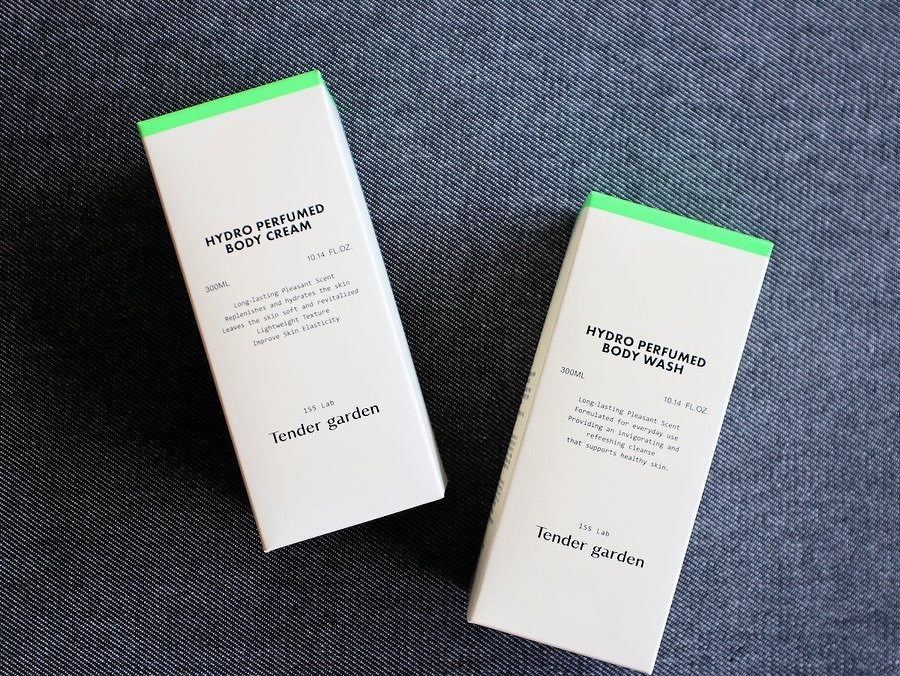 HYDRO PERFUMED
BODY CREAM
300ML
10.14 FL.OZ.
Long-lasting Pleasant Scent
Replenishes and hydrates the skin
Leaves the skin soft and revitalized
Lightweight Texture
Improve Skin Elasticity
155 Lab
Tender garden
HYDRO PERFUMED
BODY WASH
300ML
10.14 FL.OZ.
Long-lasting Pleasant Scent
Formulated for everyday use
Providing an invigorating and
refreshing cleanse
that supports healthy skin.
155 Lab
Tender garden